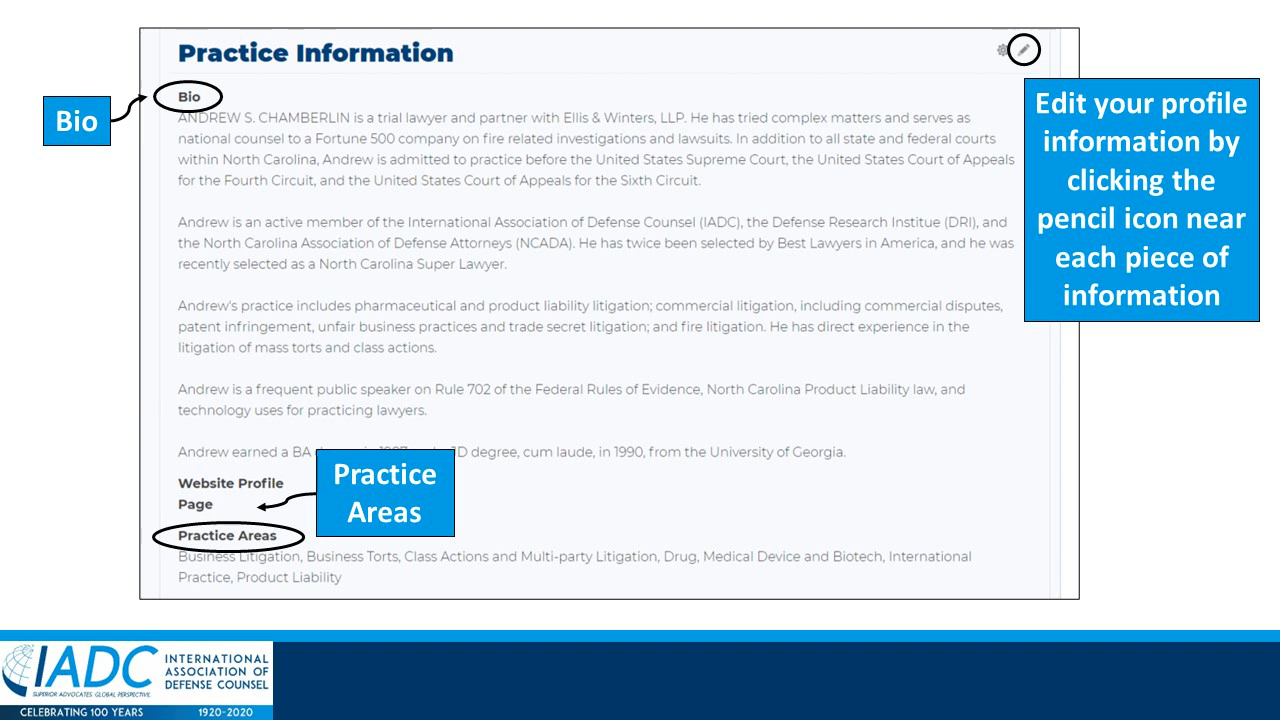 Practice Information
Bio
Bio
ANDREW S. CHAMBERLIN is a trial lawyer and partner with Ellis & Winters, LLP. He has tried complex matters and serves as
national counsel to a Fortune 500 company on fire related investigations and lawsuits. In addition to all state and federal courts
within North Carolina, Andrew is admitted to practice before the United States Supreme Court, the United States Court of Appeals
for the Fourth Circuit, and the United States Court of Appeals for the Sixth Circuit.
Andrew is an active member of the International Association of Defense Counsel (IADC), the Defense Research Institue (DRI), and
the North Carolina Association of Defense Attorneys (NCADA). He has twice been selected by Best Lawyers in America, and he was
recently selected as a North Carolina Super Lawyer.
Andrew's practice includes pharmaceutical and product liability litigation; commercial litigation, including commercial disputes,
patent infringement, unfair business practices and trade secret litigation; and fire litigation. He has direct experience in the
litigation of mass torts and class actions.
Andrew is a frequent public speaker on Rule 702 of the Federal Rules of Evidence, North Carolina Product Liability law, and
technology uses for practicing lawyers.
Andrew earned a BA D degree, cum laude, in 1990, from the University of Georgia.
Website Profile
Page
Practice
Areas
Practice Areas
Business Litigation, Business Torts, Class Actions and Multi-party Litigation, Drug, Medical Device and Biotech, International
Practice, Product Liability
Edit your profile
information by
clicking the
pencil icon near
each piece of
information
IADC
INTERNATIONAL
ASSOCIATION OF
DEFENSE COUNSEL
SUPERIOR ADVOCATES. GLOBAL PERSPECTIVE.
CELEBRATING 100 YEARS 1920-2020